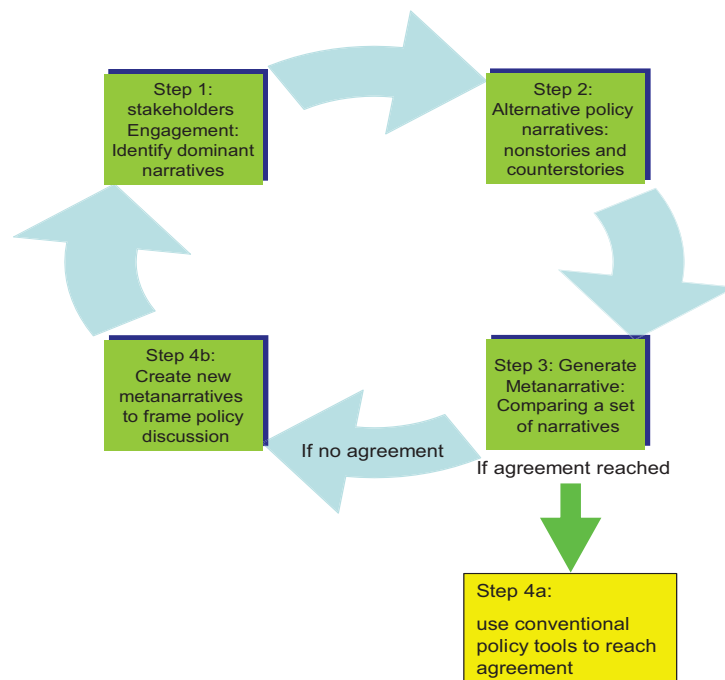 Step 1:
stakeholders
Engagement:
Identify dominant
narratives
Step 2:
Alternative policy
narratives:
nonstories and
counterstories
Step 3: Generate
Metanarrative:
Comparing a set
of narratives
If agreement reached
If no agreement
Step 4b:
Create new
metanarratives
to frame policy
discussion
Step 4a:
use conventional
policy tools to reach
agreement